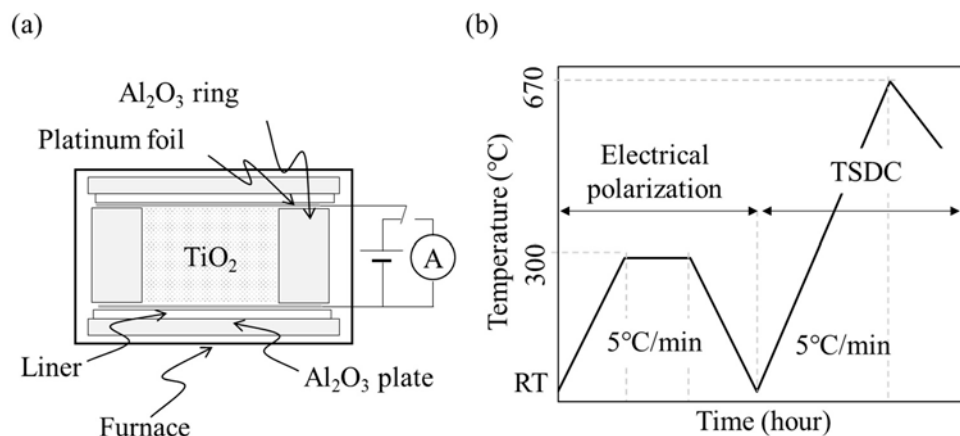 (a)
Al₂O₃ ring
Platinum foil
TiO₂
A
Liner
Al₂O₃ plate
Furnace
(b)
670
300
RT
Temperature (°C)
Electrical
polarization
TSDC
5°C/min
5°C/min
Time (hour)